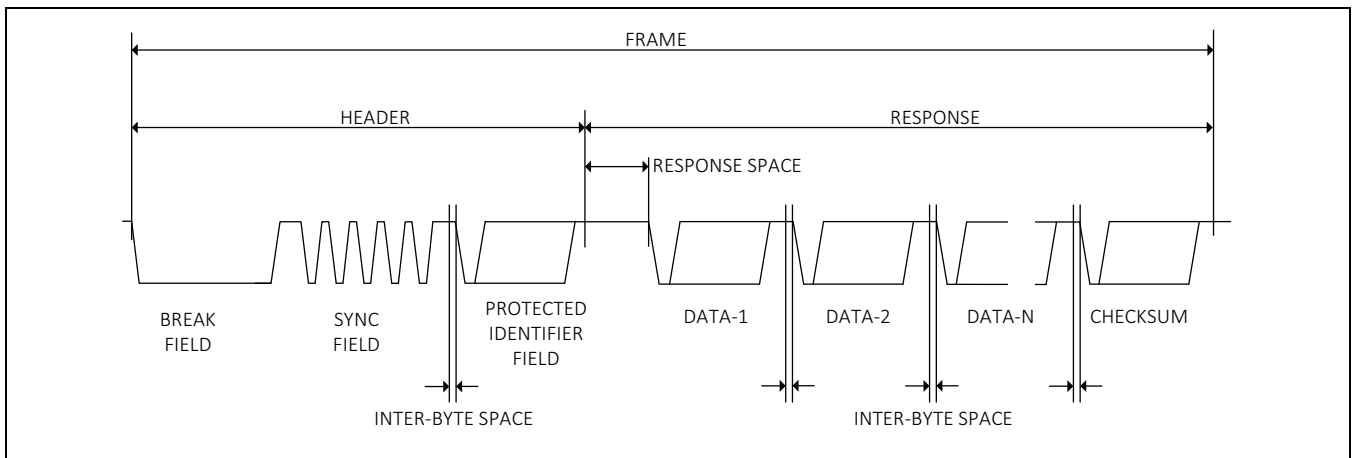 FRAME
HEADER
RESPONSE
RESPONSE SPACE
BREAK
FIELD
SYNC
FIELD
PROTECTED
IDENTIFIER
FIELD
DATA-1
DATA-2
DATA-N
CHECKSUM
INTER-BYTE SPACE
INTER-BYTE SPACE